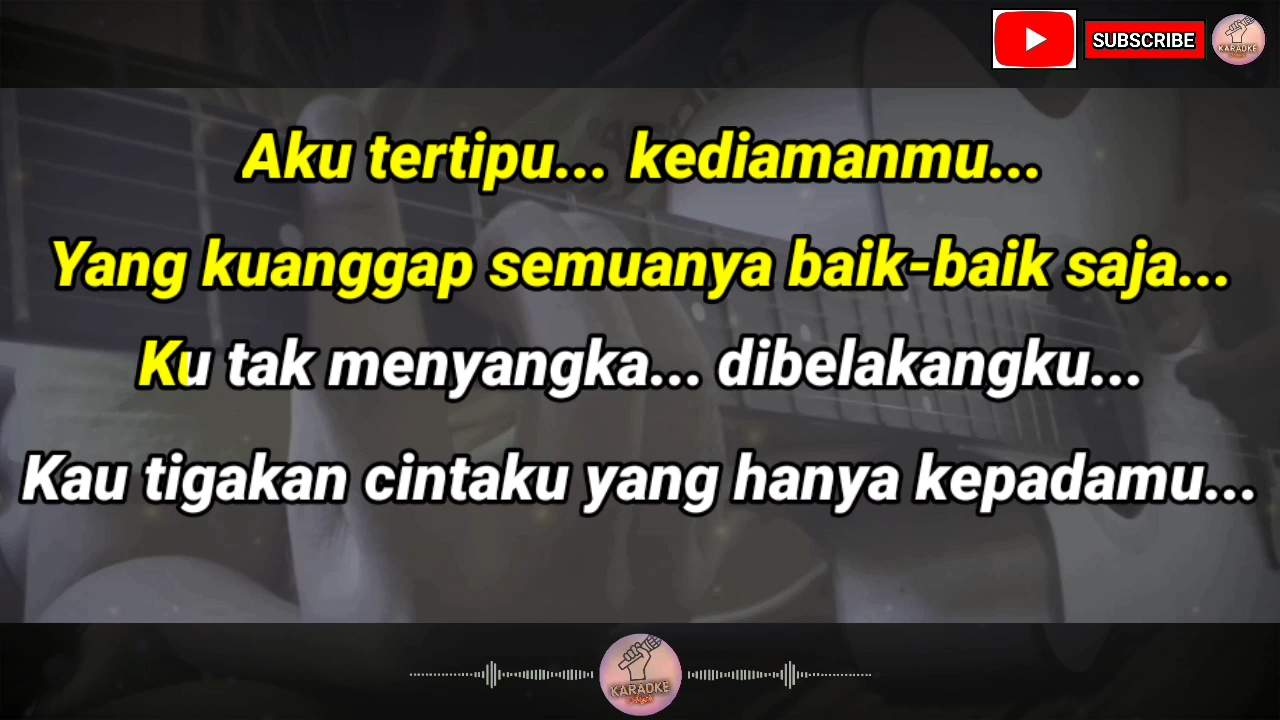 SUBSCRIBE
KARAOKE
Aku tertipu... kediamanmu...
Yang kuanggap semuanya baik-baik saja...
Ku tak menyangka... dibelakangku...
Kau tigakan cintaku yang hanya kepadamu...
KARAOKE